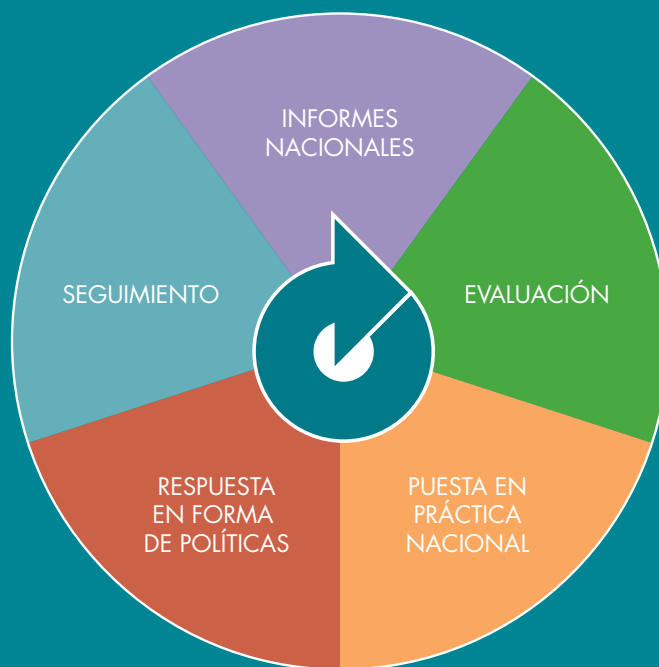 INFORMES
NACIONALES
SEGUIMIENTO
EVALUACIÓN
RESPUESTA
EN FORMA
DE POLÍTICAS
PUESTA EN
PRÁCTICA
NACIONAL